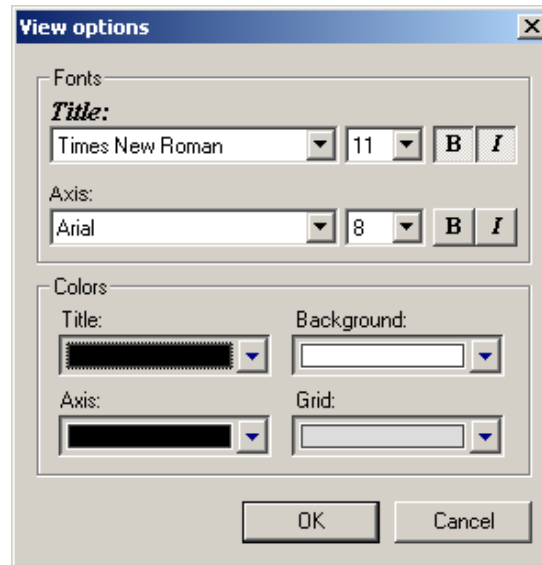 View options
Fonts
Title:
Times New Roman 11 B I
Axis:
Arial 8 B I
Colors
Title: Background:
Axis: Grid:
OK Cancel